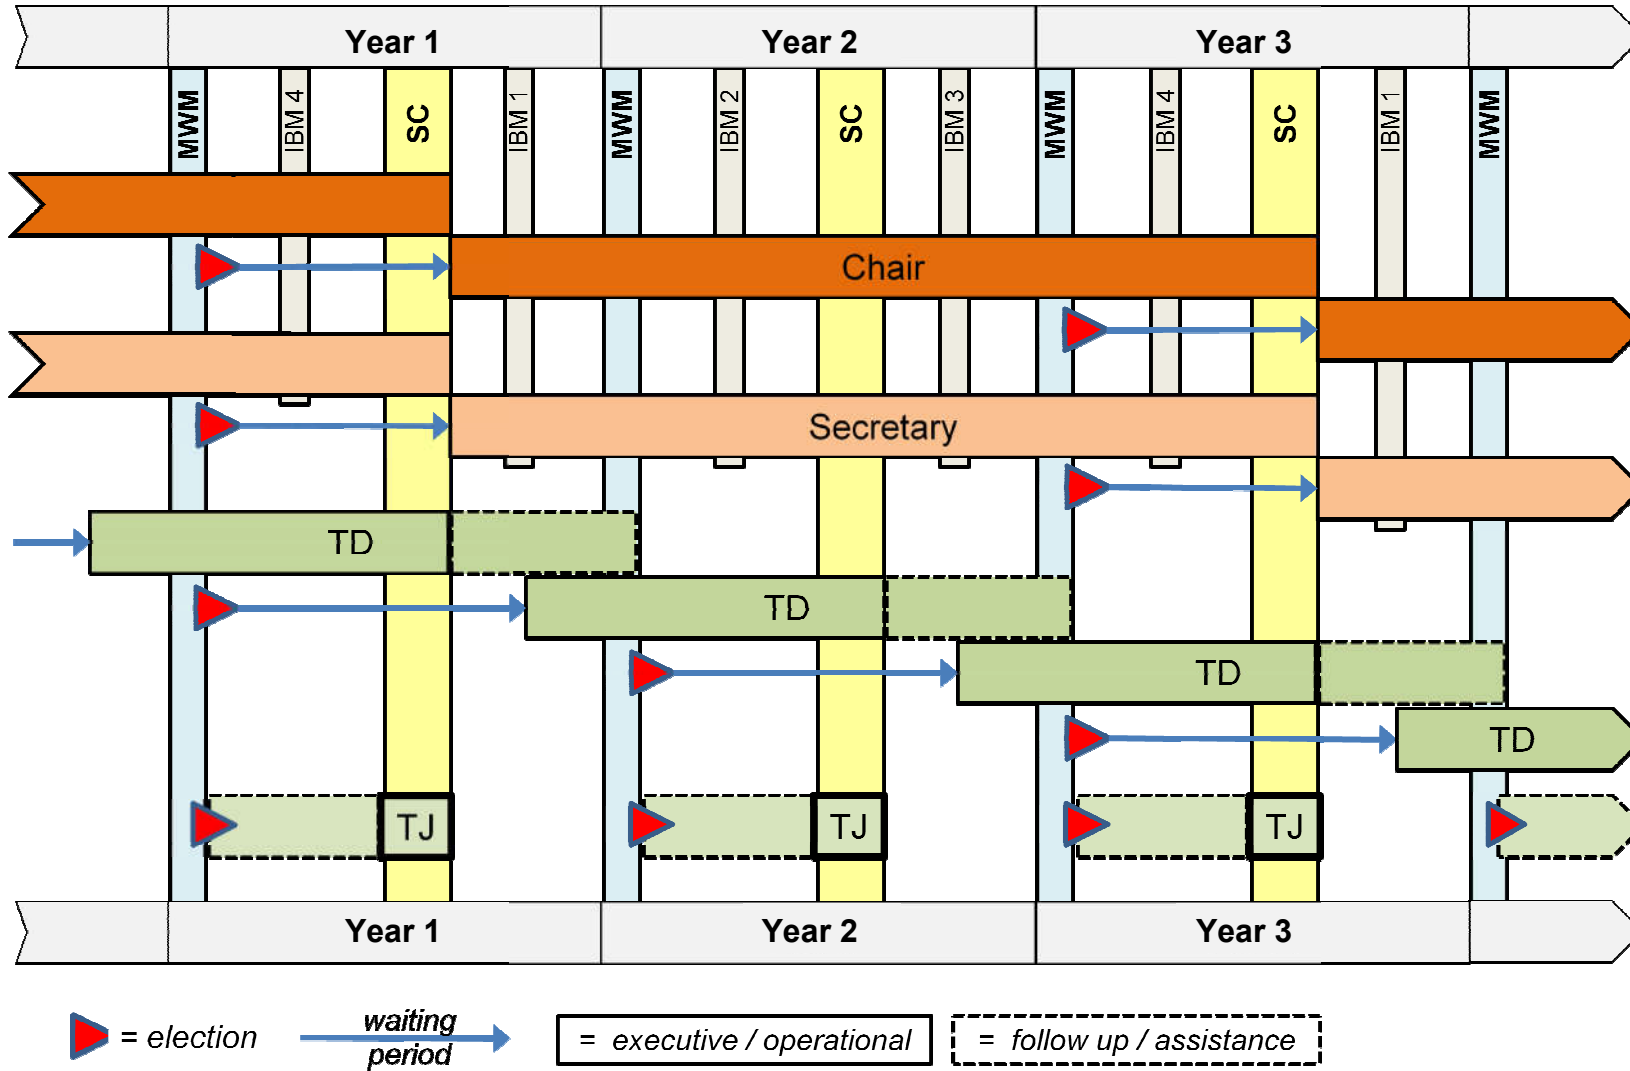 Year 1
Year 2
Year 3
MWM
IBM 4
SC
IBM 1
MWM
IBM 2
SC
IBM 3
MWM
IBM 4
SC
IBM 1
MWM
Chair
Secretary
TD
TD
TD
TD
TJ
TJ
TJ
Year 1
Year 2
Year 3
= election
waiting
period
= executive / operational
= follow up / assistance